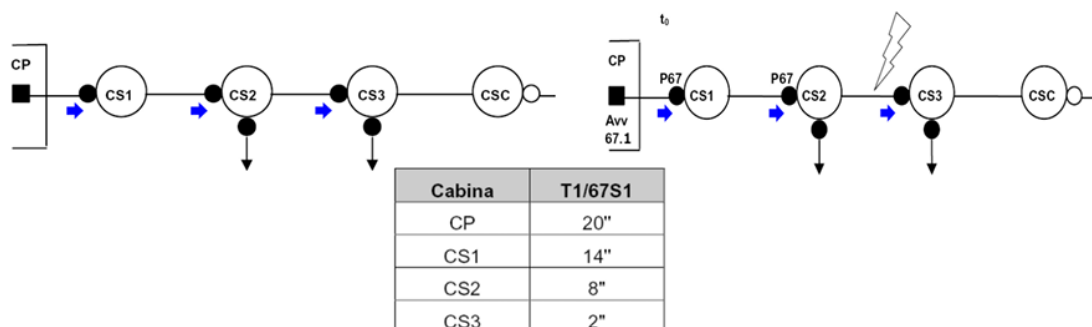 CP
CS1
CS2
CS3
CSC
t₀
CP
P67
P67
CS1
CS2
CS3
CSC
Avv
67.1
Cabina T1/67S1
CP 20"
CS1 14"
CS2 8"
CS3 2"